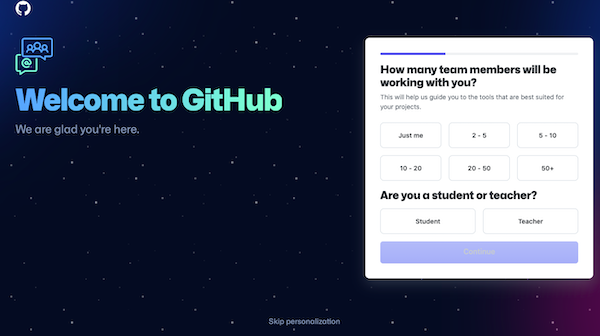 @
Welcome to GitHub
We are glad you're here.
How many team members will be
working with you?
This will help us guide you to the tools that are best suited for
your projects.
Just me
2 - 5
5 - 10
10 - 20
20 - 50
50+
Are you a student or teacher?
Student
Teacher
Continue
Skip personalization